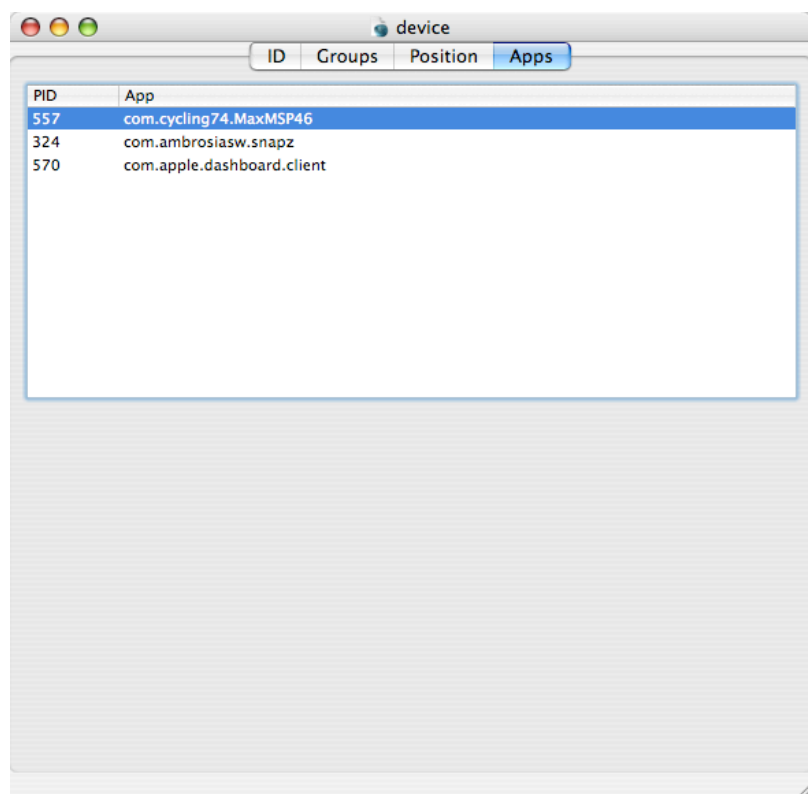 device
ID Groups Position Apps
PID App
557 com.cycling74.MaxMSP46
324 com.ambrosiasw.snapz
570 com.apple.dashboard.client